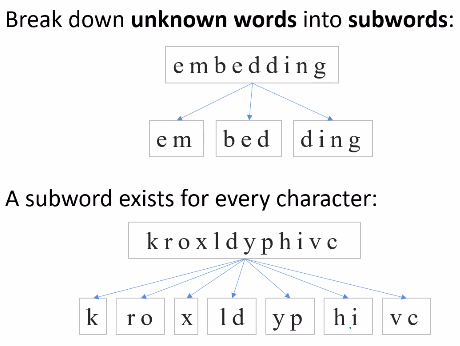 Break down unknown words into subwords:
embedding
em bed ding
A subword exists for every character:
kroxldyphivc
k ro x ld yp hi vc